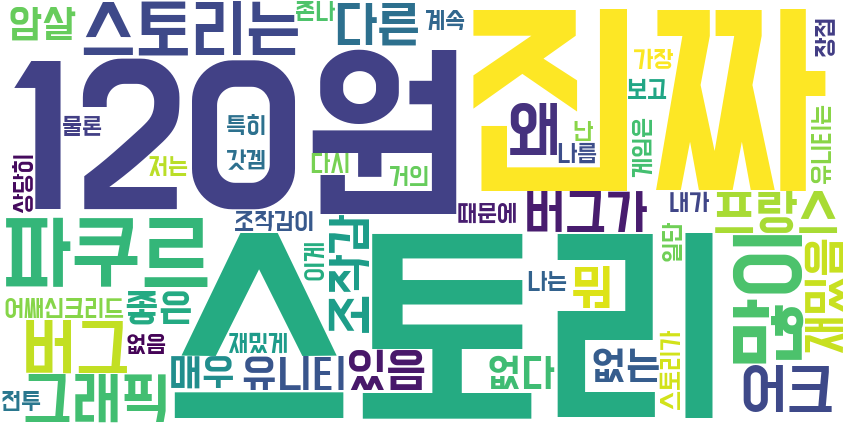 암살
스토리는
존나
다른
계속
진짜
장점
120원
물론
특히
갓겜
저는
상당히
다시
거의
왜
난
나름
가장
보고
게임은
유니티는
파쿠르
조작감이
이게
조작감
때문에
버그가
내가
프랑스
일단
많이
재밌음
어쌔신크리드
좋은
스토리
나는
뭐
버그
없음
재밌게
매우
유니티
있음
없다
없는
스토리가
어크
전투
그래픽